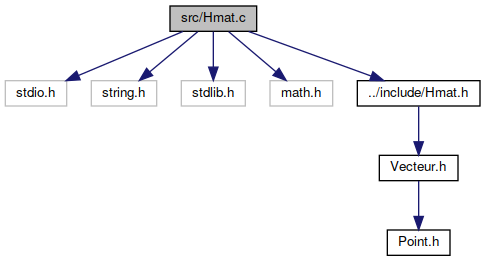 src/Hmat.c
stdio.h
string.h
stdlib.h
math.h
../include/Hmat.h
Vecteur.h
Point.h